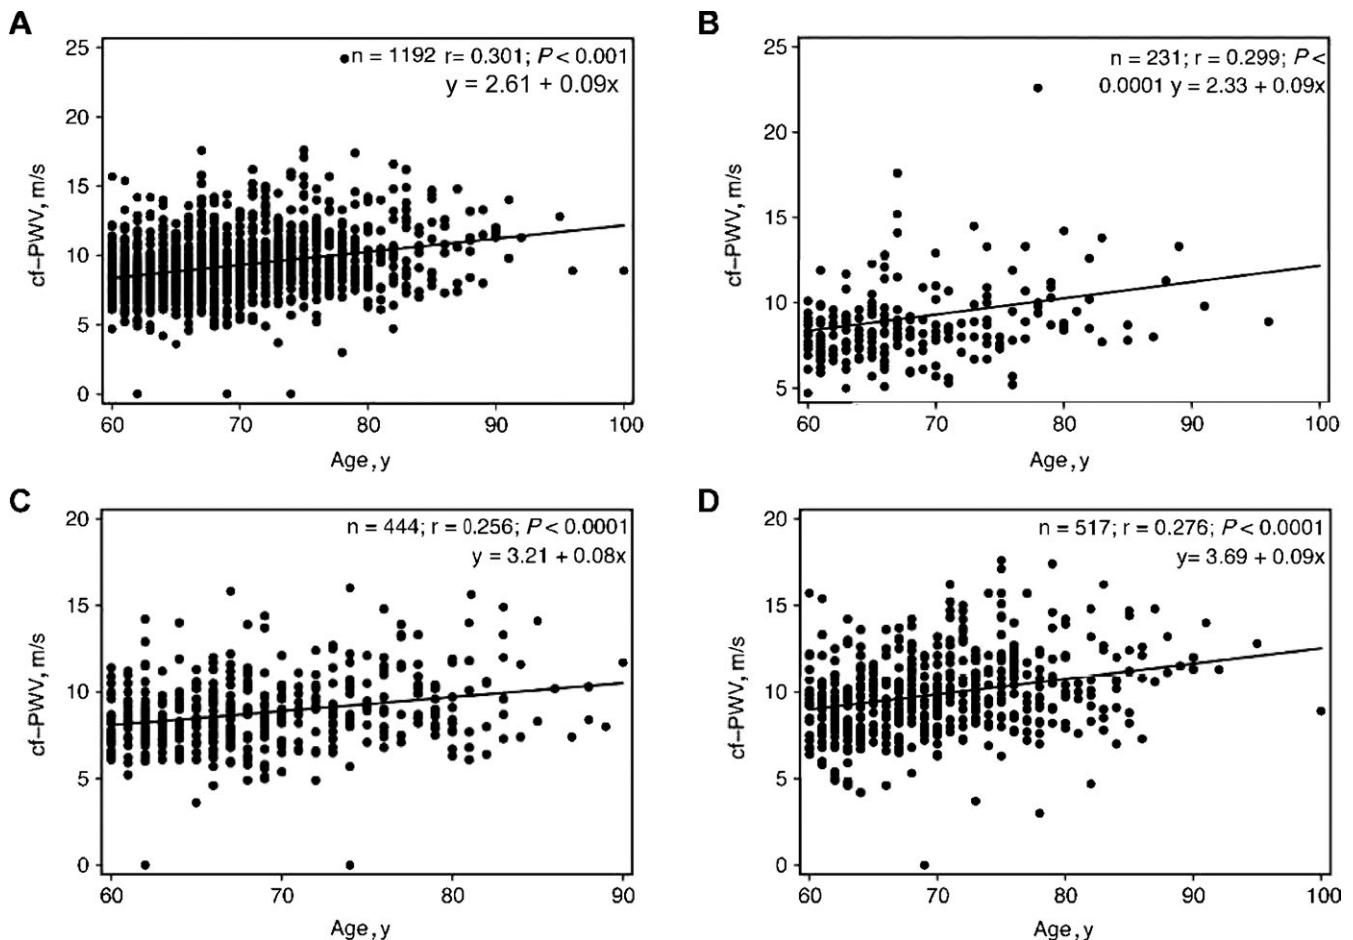 A
n = 1192 r= 0.301; P < 0.001
y = 2.61 + 0.09x
25
20
15
10
5
0
cf–PWV, m/s
60 70 80 90 100
Age, y
B
n = 231; r = 0.299; P <
0.0001 y = 2.33 + 0.09x
25
20
15
10
5
cf–PWV, m/s
60 70 80 90 100
Age, y
C
n = 444; r = 0.256; P < 0.0001
y = 3.21 + 0.08x
20
15
10
5
0
cf–PWV, m/s
60 70 80 90
Age, y
D
n = 517; r = 0.276; P < 0.0001
y= 3.69 + 0.09x
20
15
10
5
0
cf–PWV, m/s
60 70 80 90 100
Age, y